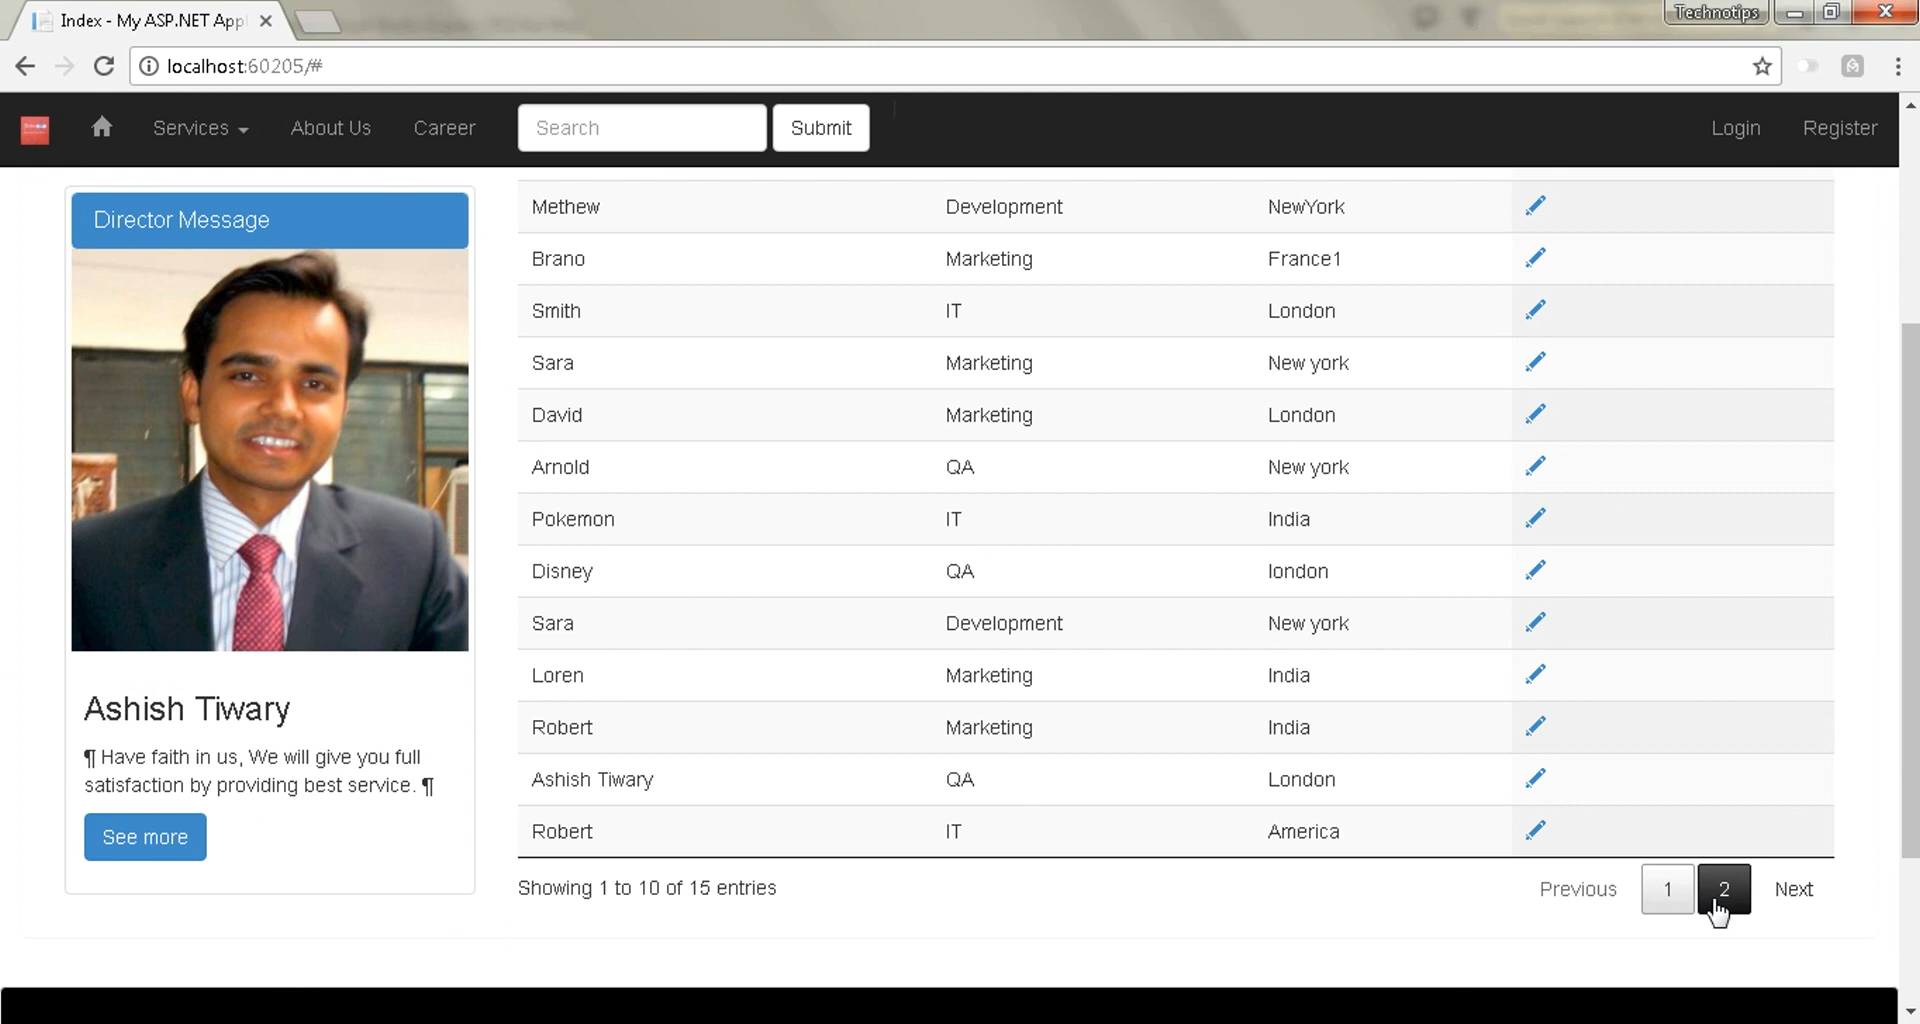 Index - My ASP.NET App
Technotips
localhost:60205/#
Services About Us Career Search Submit Login Register
Director Message
Ashish Tiwary
¶ Have faith in us, We will give you full
satisfaction by providing best service. ¶
See more
Methew Development NewYork
Brano Marketing France1
Smith IT London
Sara Marketing New york
David Marketing London
Arnold QA New york
Pokemon IT India
Disney QA london
Sara Development New york
Loren Marketing India
Robert Marketing India
Ashish Tiwary QA London
Robert IT America
Showing 1 to 10 of 15 entries Previous 1 2 Next